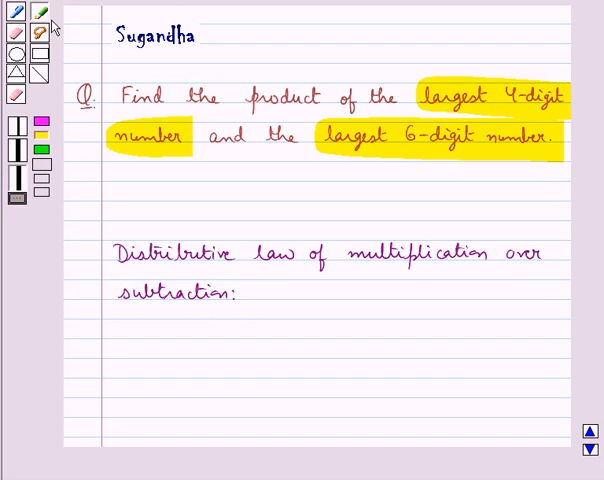 Sugandha
Q. Find the product of the largest 4-digit
number and the largest 6-digit number.
Distributive law of multiplication over
subtraction: